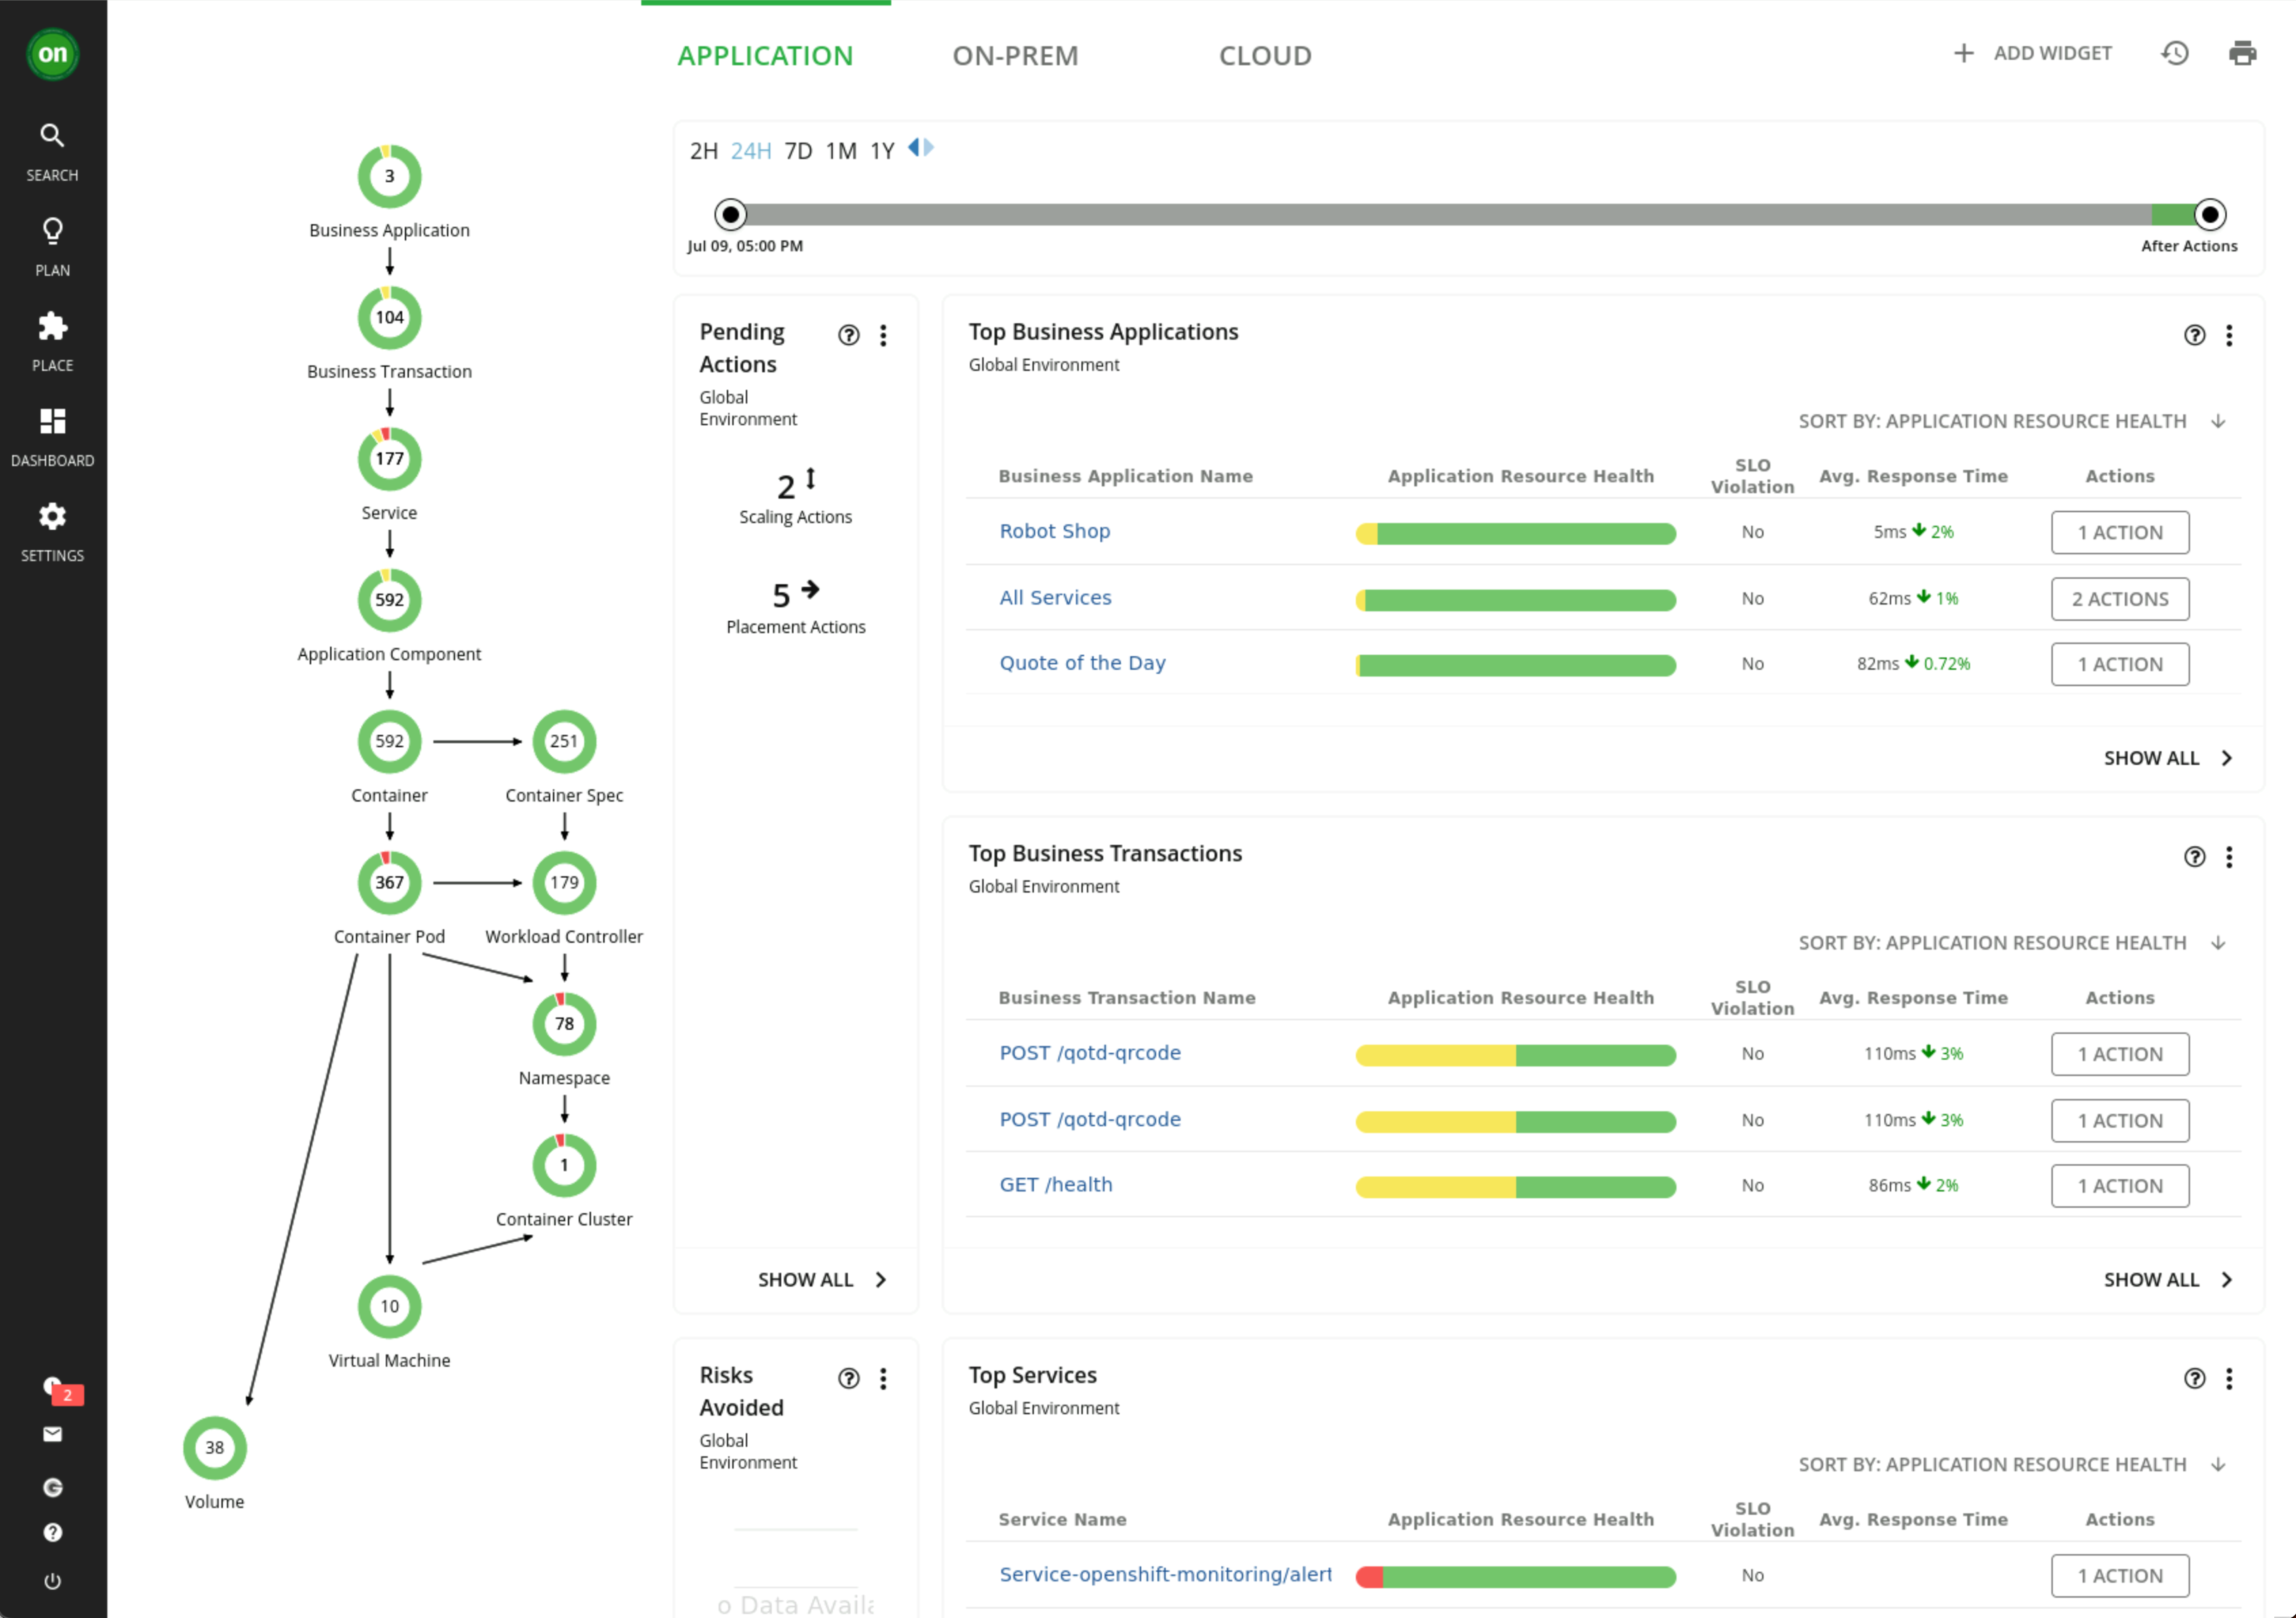 on
SEARCH
PLAN
PLACE
DASHBOARD
SETTINGS
2
3
Business Application
104
Business Transaction
177
Service
592
Application Component
592
251
Container
Container Spec
367
179
Container Pod
Workload Controller
78
Namespace
1
Container Cluster
10
Virtual Machine
38
Volume
APPLICATION
ON-PREM
CLOUD
ADD WIDGET
2H 24H 7D 1M 1Y
Jul 09, 05:00 PM
After Actions
Pending
Actions
Global
Environment
2
Scaling Actions
5
Placement Actions
SHOW ALL
Top Business Applications
Global Environment
SORT BY: APPLICATION RESOURCE HEALTH
Business Application Name Application Resource Health SLO Violation Avg. Response Time Actions
Robot Shop No 5ms 2% 1 ACTION
All Services No 62ms 1% 2 ACTIONS
Quote of the Day No 82ms 0.72% 1 ACTION
SHOW ALL
Top Business Transactions
Global Environment
SORT BY: APPLICATION RESOURCE HEALTH
Business Transaction Name Application Resource Health SLO Violation Avg. Response Time Actions
POST /qotd-qrcode No 110ms 3% 1 ACTION
POST /qotd-qrcode No 110ms 3% 1 ACTION
GET /health No 86ms 2% 1 ACTION
SHOW ALL
Risks
Avoided
Global
Environment
o Data Availa
Top Services
Global Environment
SORT BY: APPLICATION RESOURCE HEALTH
Service Name Application Resource Health SLO Violation Avg. Response Time Actions
Service-openshift-monitoring/alert No 1 ACTION